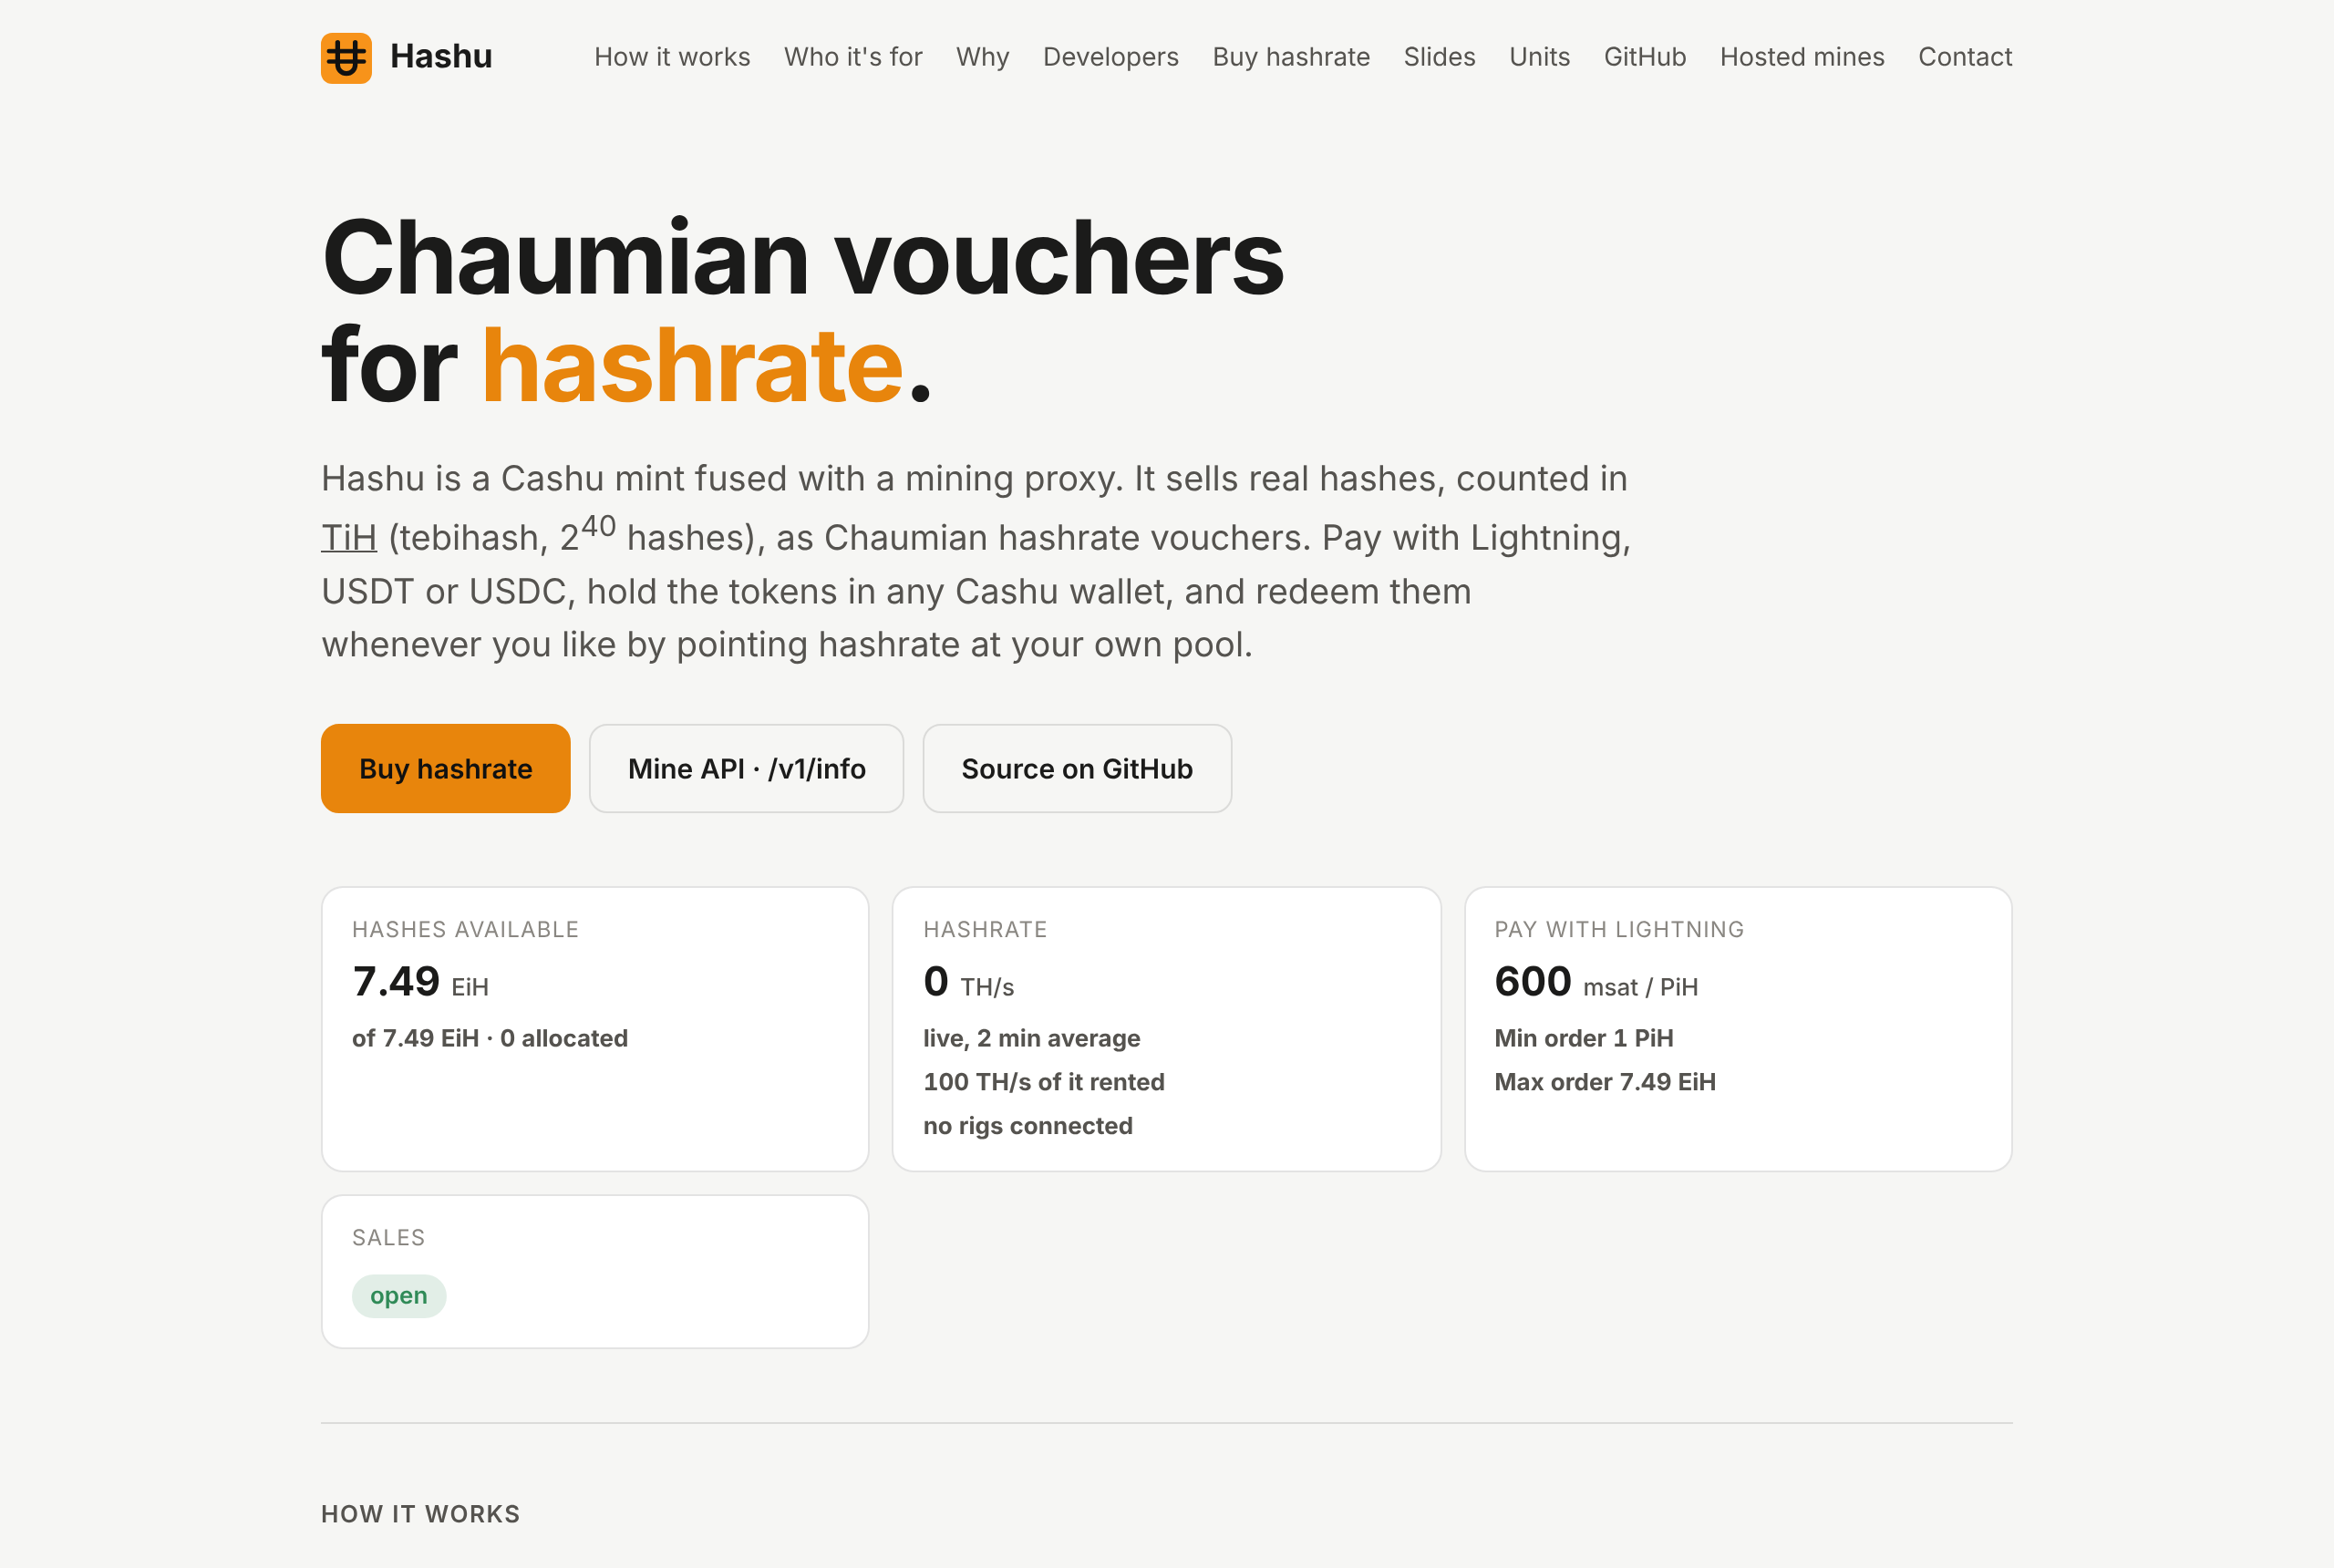 Hashu
How it works
Who it's for
Why
Developers
Buy hashrate
Slides
Units
GitHub
Hosted mines
Contact
Chaumian vouchers
for hashrate.
Hashu is a Cashu mint fused with a mining proxy. It sells real hashes, counted in
TiH (tebihash, 2⁴⁰ hashes), as Chaumian hashrate vouchers. Pay with Lightning,
USDT or USDC, hold the tokens in any Cashu wallet, and redeem them
whenever you like by pointing hashrate at your own pool.
Buy hashrate
Mine API · /v1/info
Source on GitHub
HASHES AVAILABLE
7.49 EiH
of 7.49 EiH · 0 allocated
HASHRATE
0 TH/s
live, 2 min average
100 TH/s of it rented
no rigs connected
PAY WITH LIGHTNING
600 msat / PiH
Min order 1 PiH
Max order 7.49 EiH
SALES
open
HOW IT WORKS